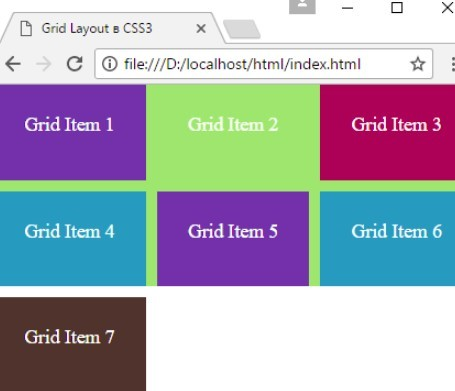 Grid Layout в CSS3
file:///D:/localhost/html/index.html
Grid Item 1 Grid Item 2 Grid Item 3
Grid Item 4 Grid Item 5 Grid Item 6
Grid Item 7